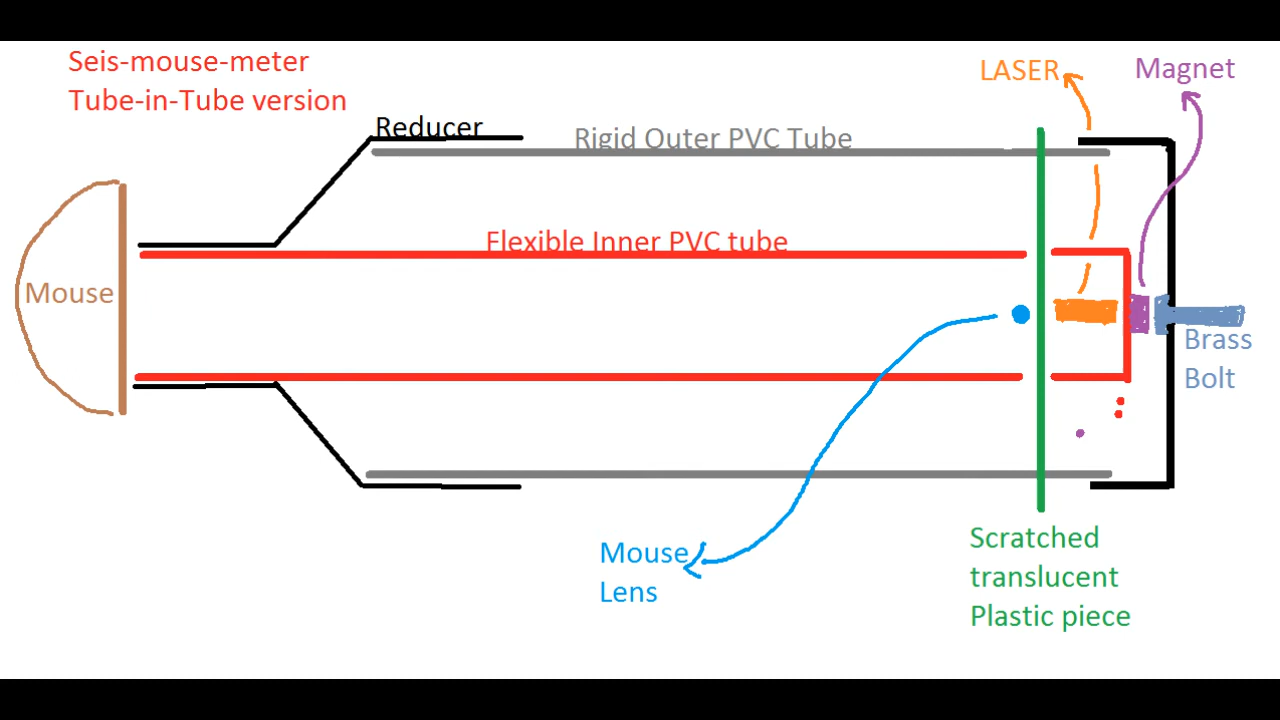 Seis-mouse-meter
Tube-in-Tube version
LASER
Magnet
Reducer
Rigid Outer PVC Tube
Flexible Inner PVC tube
Mouse
Brass
Bolt
Mouse
Lens
Scratched
translucent
Plastic piece